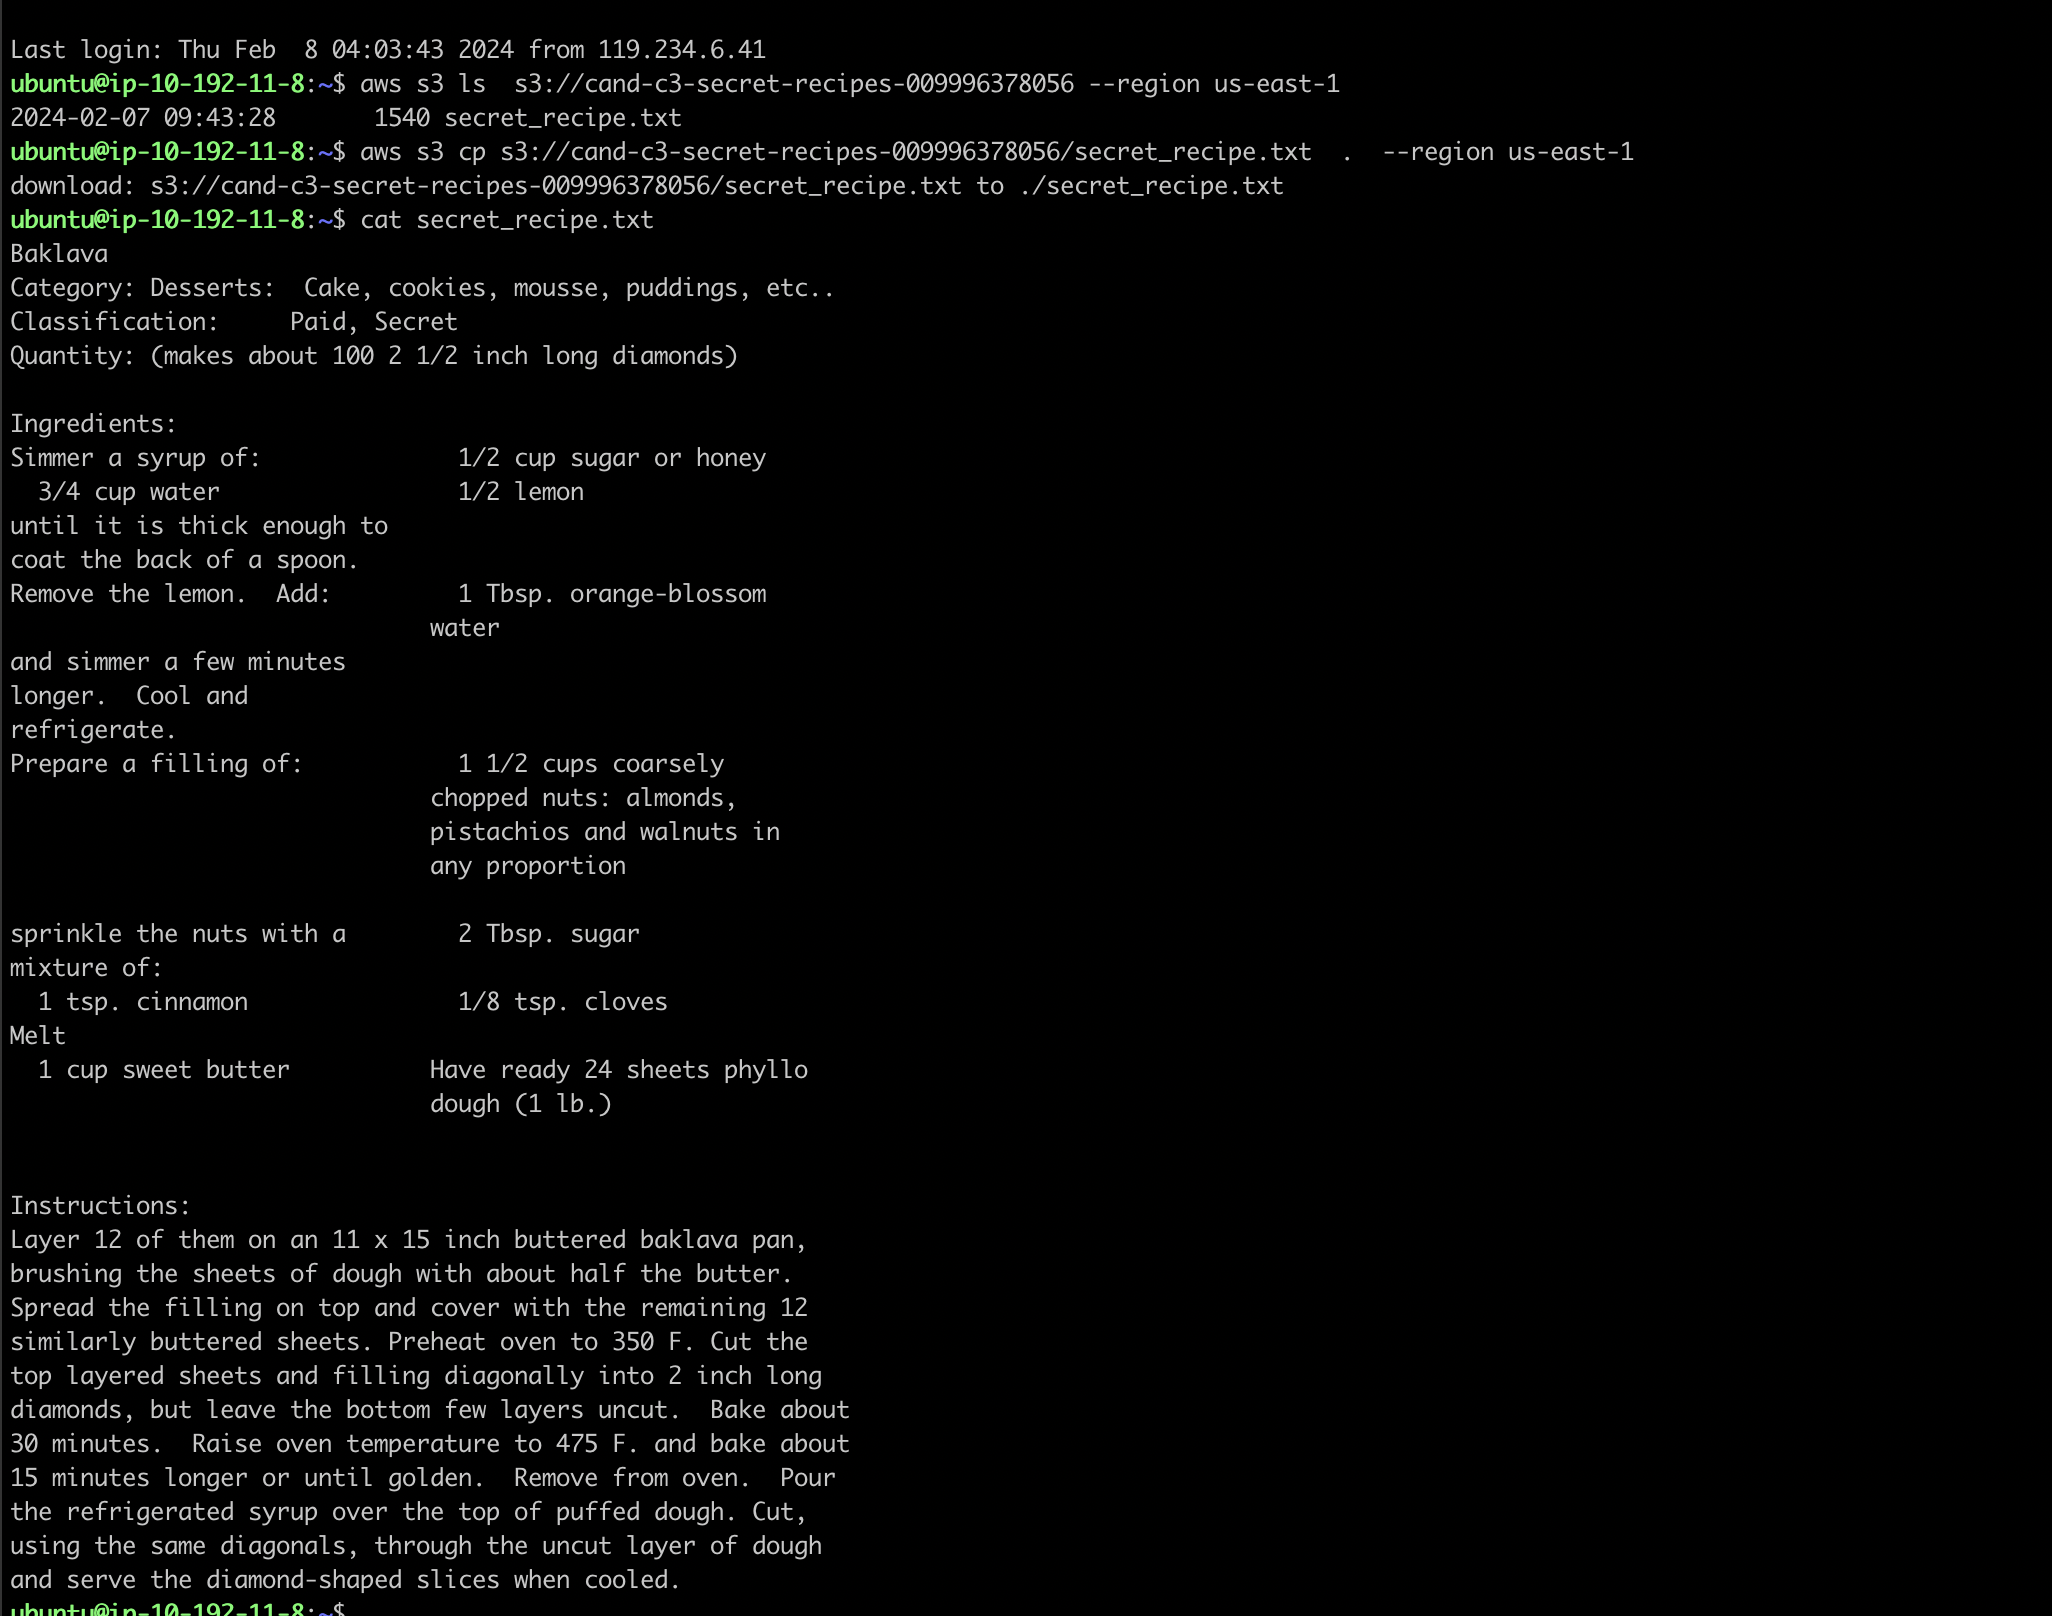 Last login: Thu Feb  8 04:03:43 2024 from 119.234.6.41
ubuntu@ip-10-192-11-8:~$ aws s3 ls  s3://cand-c3-secret-recipes-009996378056 --region us-east-1
2024-02-07 09:43:28       1540 secret_recipe.txt
ubuntu@ip-10-192-11-8:~$ aws s3 cp s3://cand-c3-secret-recipes-009996378056/secret_recipe.txt  .  --region us-east-1
download: s3://cand-c3-secret-recipes-009996378056/secret_recipe.txt to ./secret_recipe.txt
ubuntu@ip-10-192-11-8:~$ cat secret_recipe.txt
Baklava
Category: Desserts:  Cake, cookies, mousse, puddings, etc..
Classification:     Paid, Secret
Quantity: (makes about 100 2 1/2 inch long diamonds)

Ingredients:
Simmer a syrup of:              1/2 cup sugar or honey
  3/4 cup water                 1/2 lemon
until it is thick enough to
coat the back of a spoon.
Remove the lemon.  Add:         1 Tbsp. orange-blossom
                              water
and simmer a few minutes
longer.  Cool and
refrigerate.
Prepare a filling of:           1 1/2 cups coarsely
                              chopped nuts: almonds,
                              pistachios and walnuts in
                              any proportion

sprinkle the nuts with a        2 Tbsp. sugar
mixture of:
  1 tsp. cinnamon               1/8 tsp. cloves
Melt
  1 cup sweet butter          Have ready 24 sheets phyllo
                              dough (1 lb.)

Instructions:
Layer 12 of them on an 11 x 15 inch buttered baklava pan,
brushing the sheets of dough with about half the butter.
Spread the filling on top and cover with the remaining 12
similarly buttered sheets. Preheat oven to 350 F. Cut the
top layered sheets and filling diagonally into 2 inch long
diamonds, but leave the bottom few layers uncut.  Bake about
30 minutes.  Raise oven temperature to 475 F. and bake about
15 minutes longer or until golden.  Remove from oven.  Pour
the refrigerated syrup over the top of puffed dough. Cut,
using the same diagonals, through the uncut layer of dough
and serve the diamond-shaped slices when cooled.
ubuntu@ip-10-192-11-8:~$